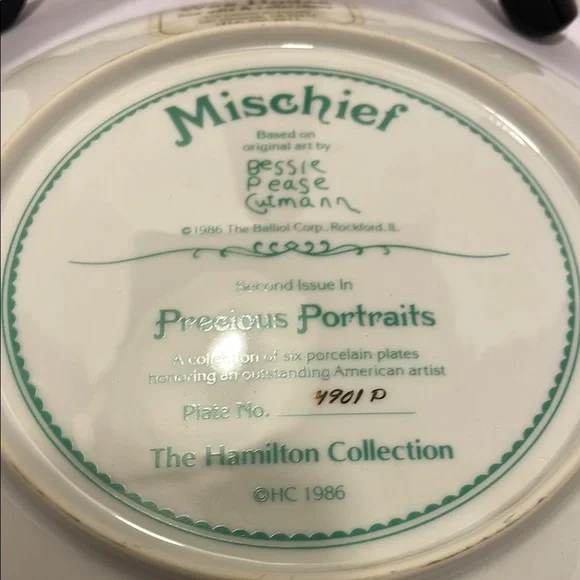 Mischief
Based on
original art by
Bessie
Pease
Gutmann
©1986 The Balliol Corp., Rockford, IL.
Second Issue In
Precious Portraits
A collection of six porcelain plates
honoring an outstanding American artist
Plate No. 4901 D
The Hamilton Collection
©HC 1986